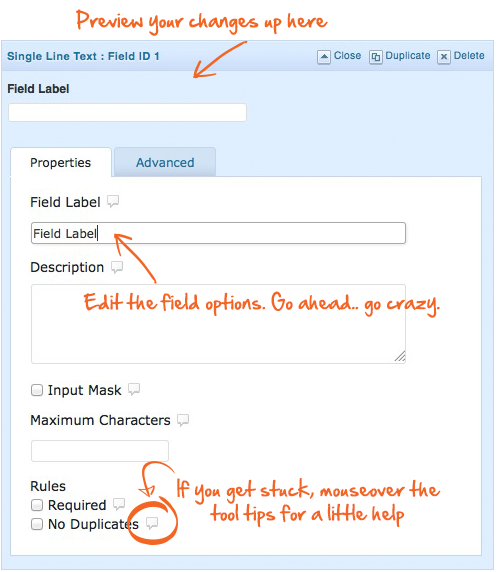 Preview your changes up here
Single Line Text : Field ID 1 Close Duplicate Delete
Field Label
Properties Advanced
Field Label
Field Label
Description
Edit the field options. Go ahead.. go crazy.
Input Mask
Maximum Characters
Rules
If you get stuck, mouseover the
Required
tool tips for a little help
No Duplicates